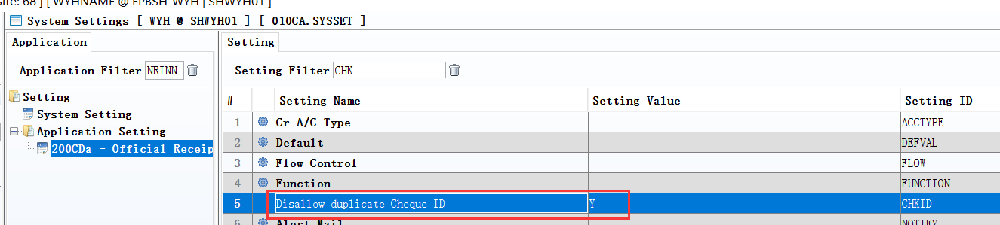 site: 68 ] [ WYHNAME @ EPBSH-WYH | SHWYH01 ]
System Settings [ WYH @ SHWYH01 ] [ 010CA.SYSSET ]
Application
Setting
Application Filter NRINN
Setting Filter CHK
Setting
System Setting
Application Setting
200CDa - Official Receip
# Setting Name Setting Value Setting ID
1 Cr A/C Type ACCTYPE
2 Default DEFVAL
3 Flow Control FLOW
4 Function FUNCTION
5 Disallow duplicate Cheque ID Y CHKID
6 Alert Mail NOTIFY